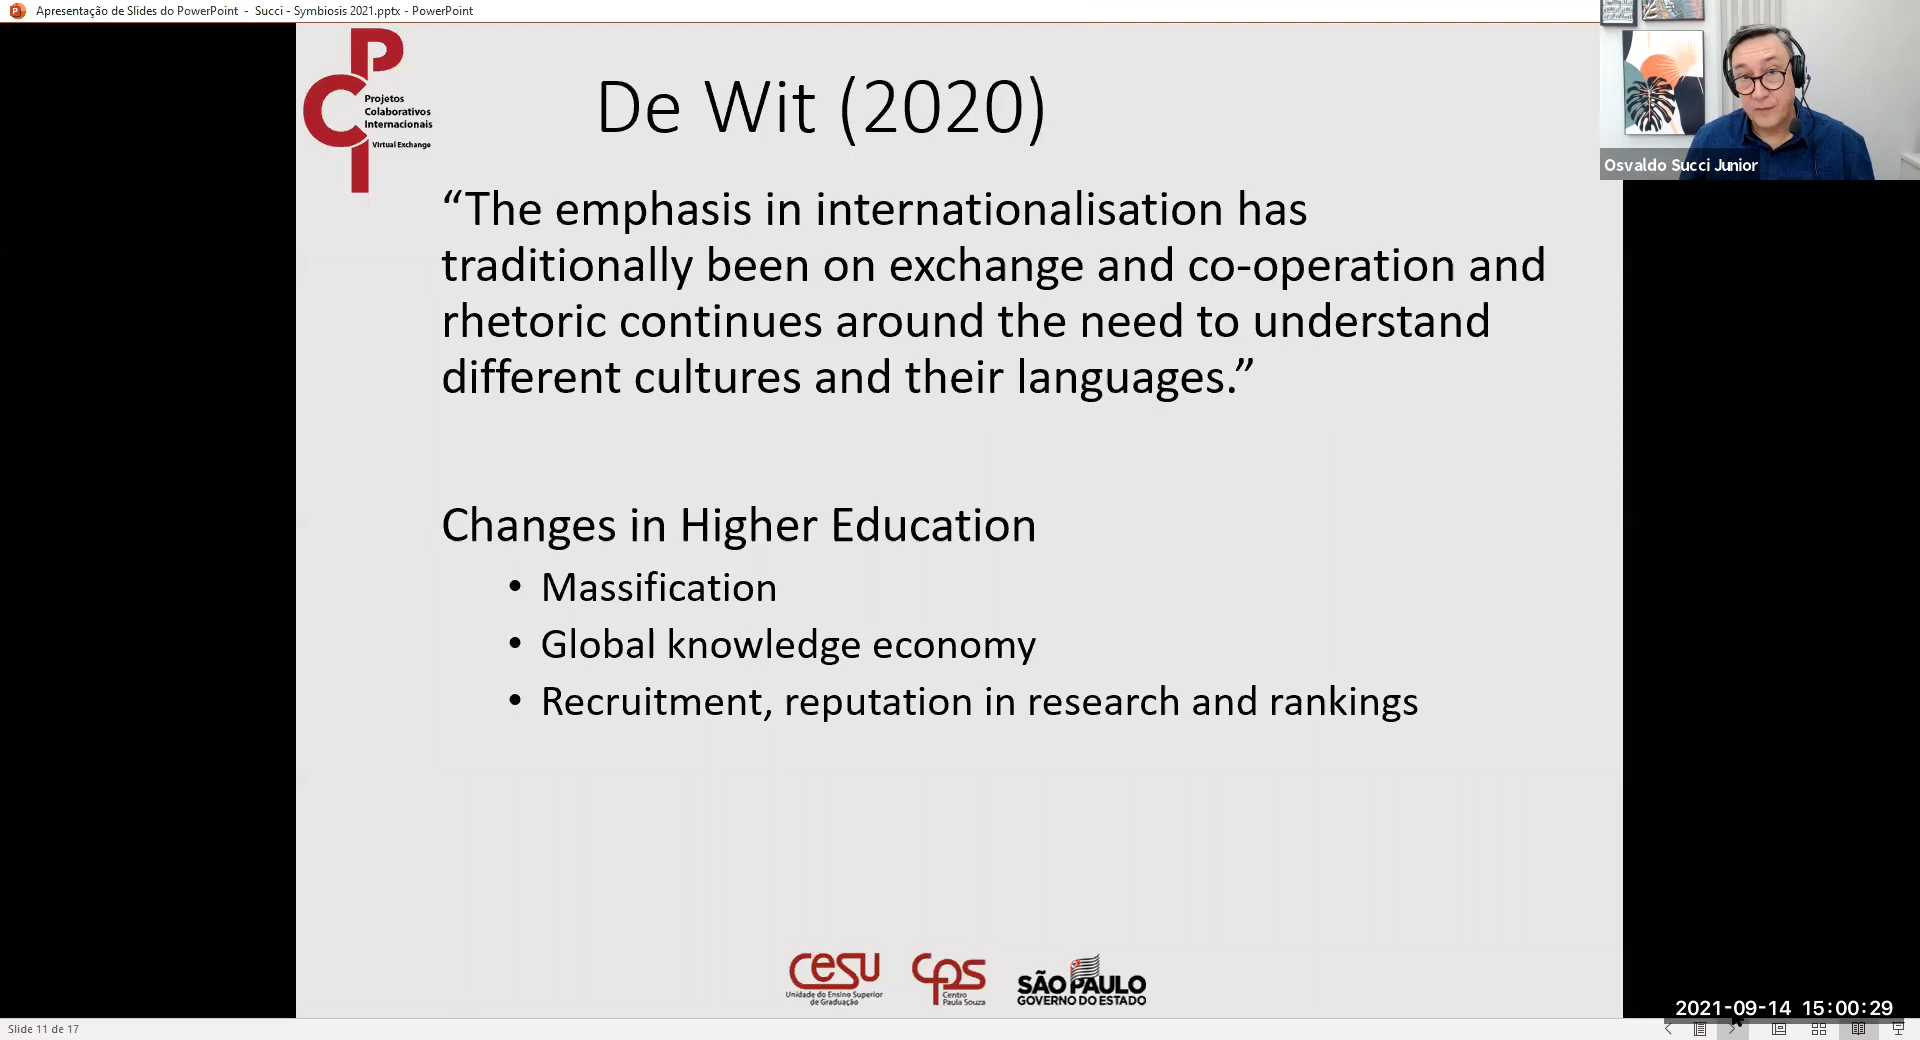 Apresentação de Slides do PowerPoint - Succi - Symbiosis 2021.pptx - PowerPoint
P
C
I
Projetos
Colaborativos
Internacionais
Virtual Exchange
De Wit (2020)
“The emphasis in internationalisation has
traditionally been on exchange and co-operation and
rhetoric continues around the need to understand
different cultures and their languages.”
Changes in Higher Education
• Massification
• Global knowledge economy
• Recruitment, reputation in research and rankings
Osvaldo Succi Junior
cesu
Unidade do Ensino Superior
de Graduação
cps
Centro
Paula Souza
SÃO PAULO
GOVERNO DO ESTADO
2021-09-14 15:00:29
Slide 11 de 17